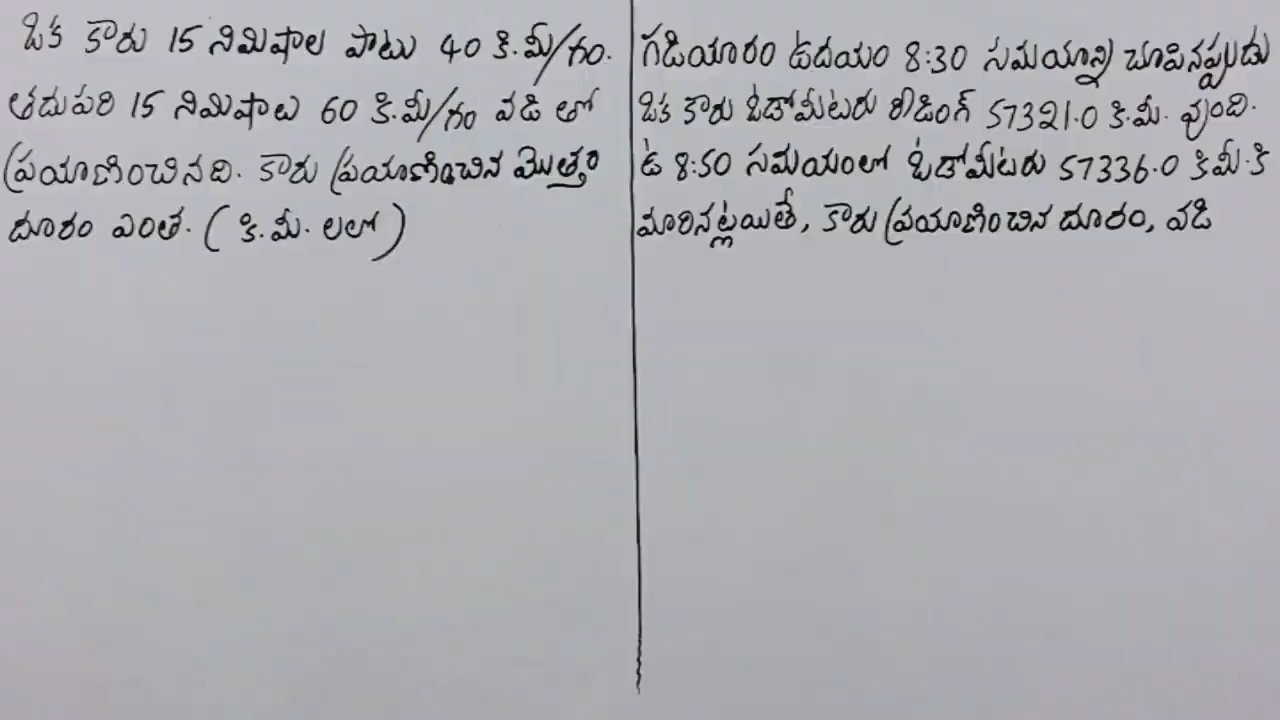 ఒక కారు 15 నిమిషాల పాటు 40 కి.మీ/గం.
తదుపరి 15 నిమిషాలు 60 కి.మీ/గం వడి తో
ప్రయాణించినది. కారు ప్రయాణించిన మొత్తం
దూరం ఎంత. (కి.మీ. లలో)
గడియారం ఉదయం 8:30 సమయాన్ని చూపినప్పుడు
ఒక కారు ఓడోమీటరు రీడింగ్ 57321.0 కి.మీ. వుంది.
ఉ 8:50 సమయంలో ఓడోమీటరు 57336.0 కి.మీ.కి
మారినట్లయితే, కారు ప్రయాణించిన దూరం, వడి